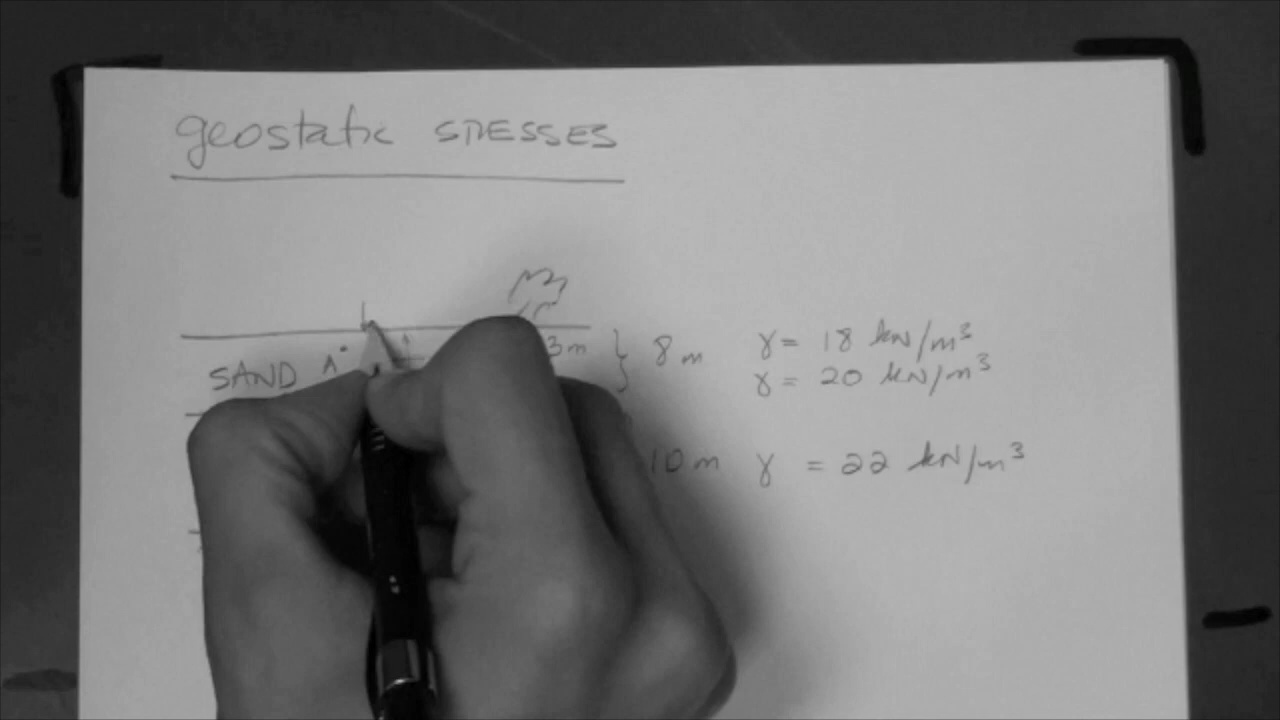 geostatic STRESSES
SAND A 3m } 8 m γ = 18 kN/m³
γ = 20 kN/m³
10 m γ = 22 kN/m³